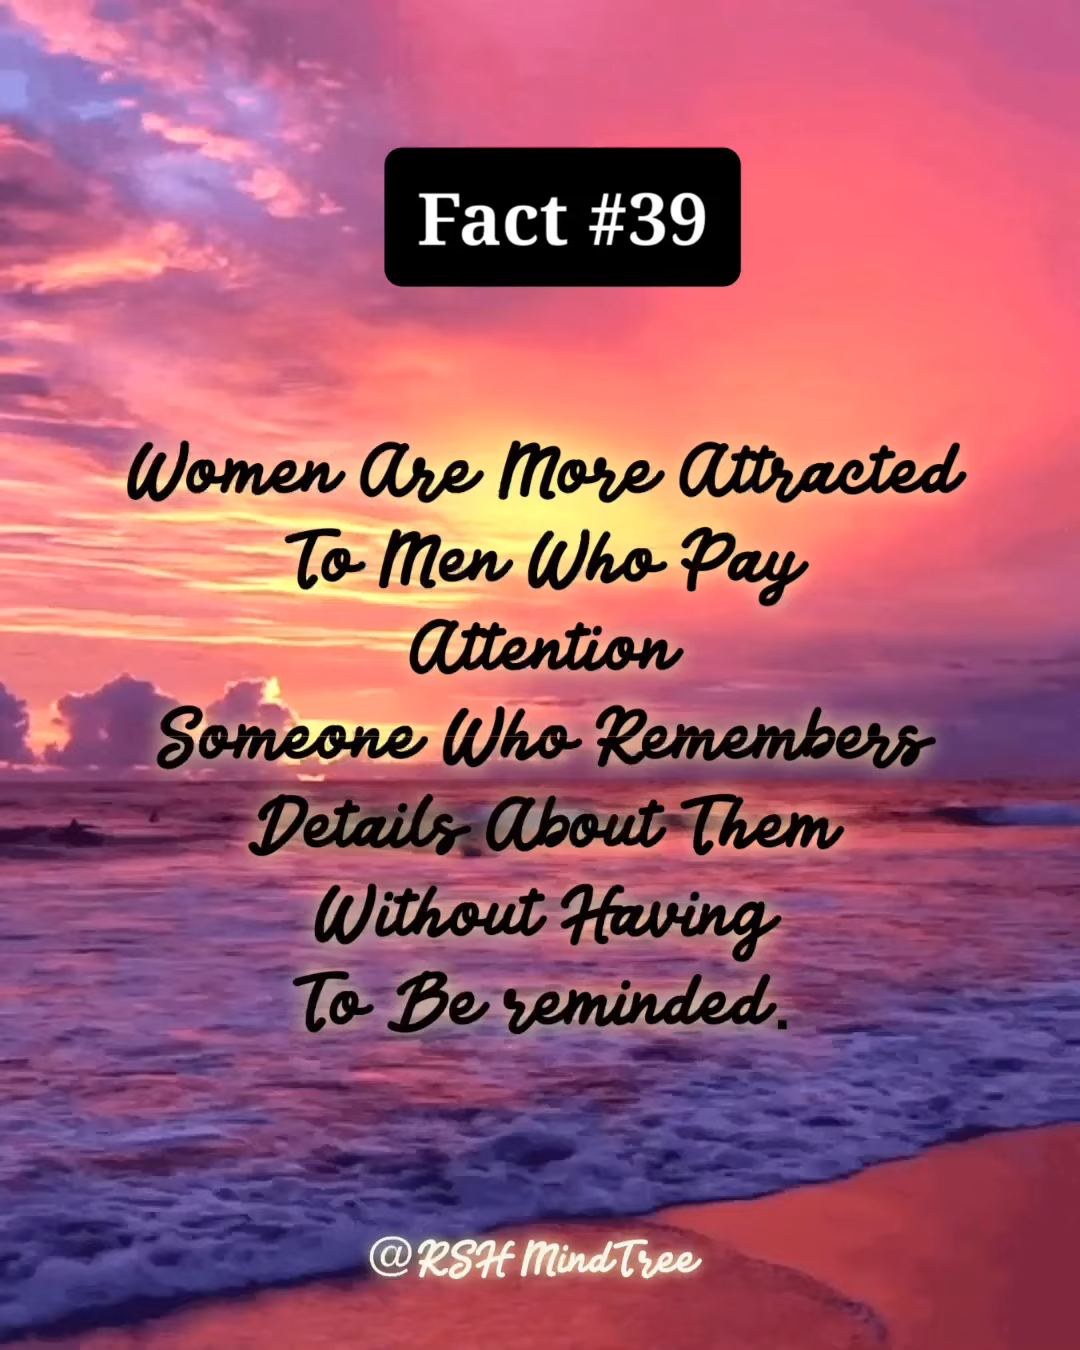 Fact #39
Women Are More Attracted
To Men Who Pay
Attention
Someone Who Remembers
Details About Them
Without Having
To Be reminded.
@RSH MindTree